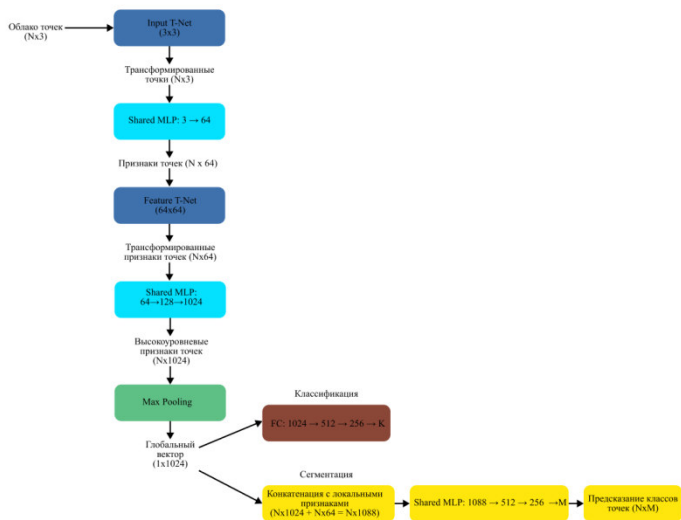 Облако точек
(Nx3)
Input T-Net
(3x3)
Трансформированные
точки (Nx3)
Shared MLP: 3 → 64
Признаки точек (N x 64)
Feature T-Net
(64x64)
Трансформированные
признаки точек (Nx64)
Shared MLP:
64→128→1024
Высокоуровневые
признаки точек
(Nx1024)
Max Pooling
Глобальный
вектор
(1x1024)
Классификация
FC: 1024 → 512 → 256 → K
Сегментация
Конкатенация с локальными
признаками
(Nx1024 + Nx64 = Nx1088)
Shared MLP: 1088 → 512 → 256 →M
Предсказание классов
точек (NxM)